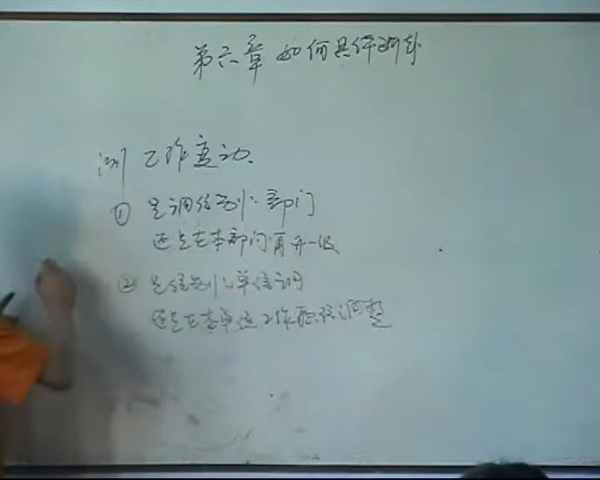 第六章 如何具体断卦
测工作变动、
① 是调往别的部门
还是在本部门再升一级
② 是往别的单位调
还是在本单位工作职位调整